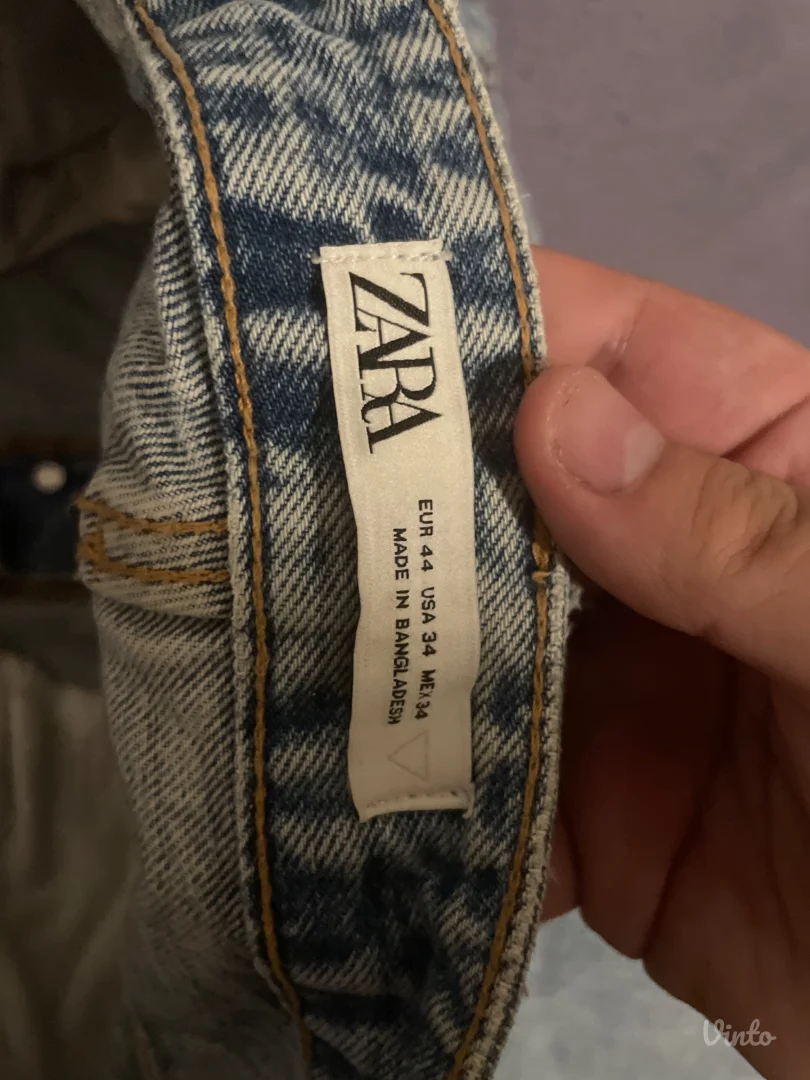 ZARA
EUR 44 USA 34 MEX 34
MADE IN BANGLADESH
Vinto